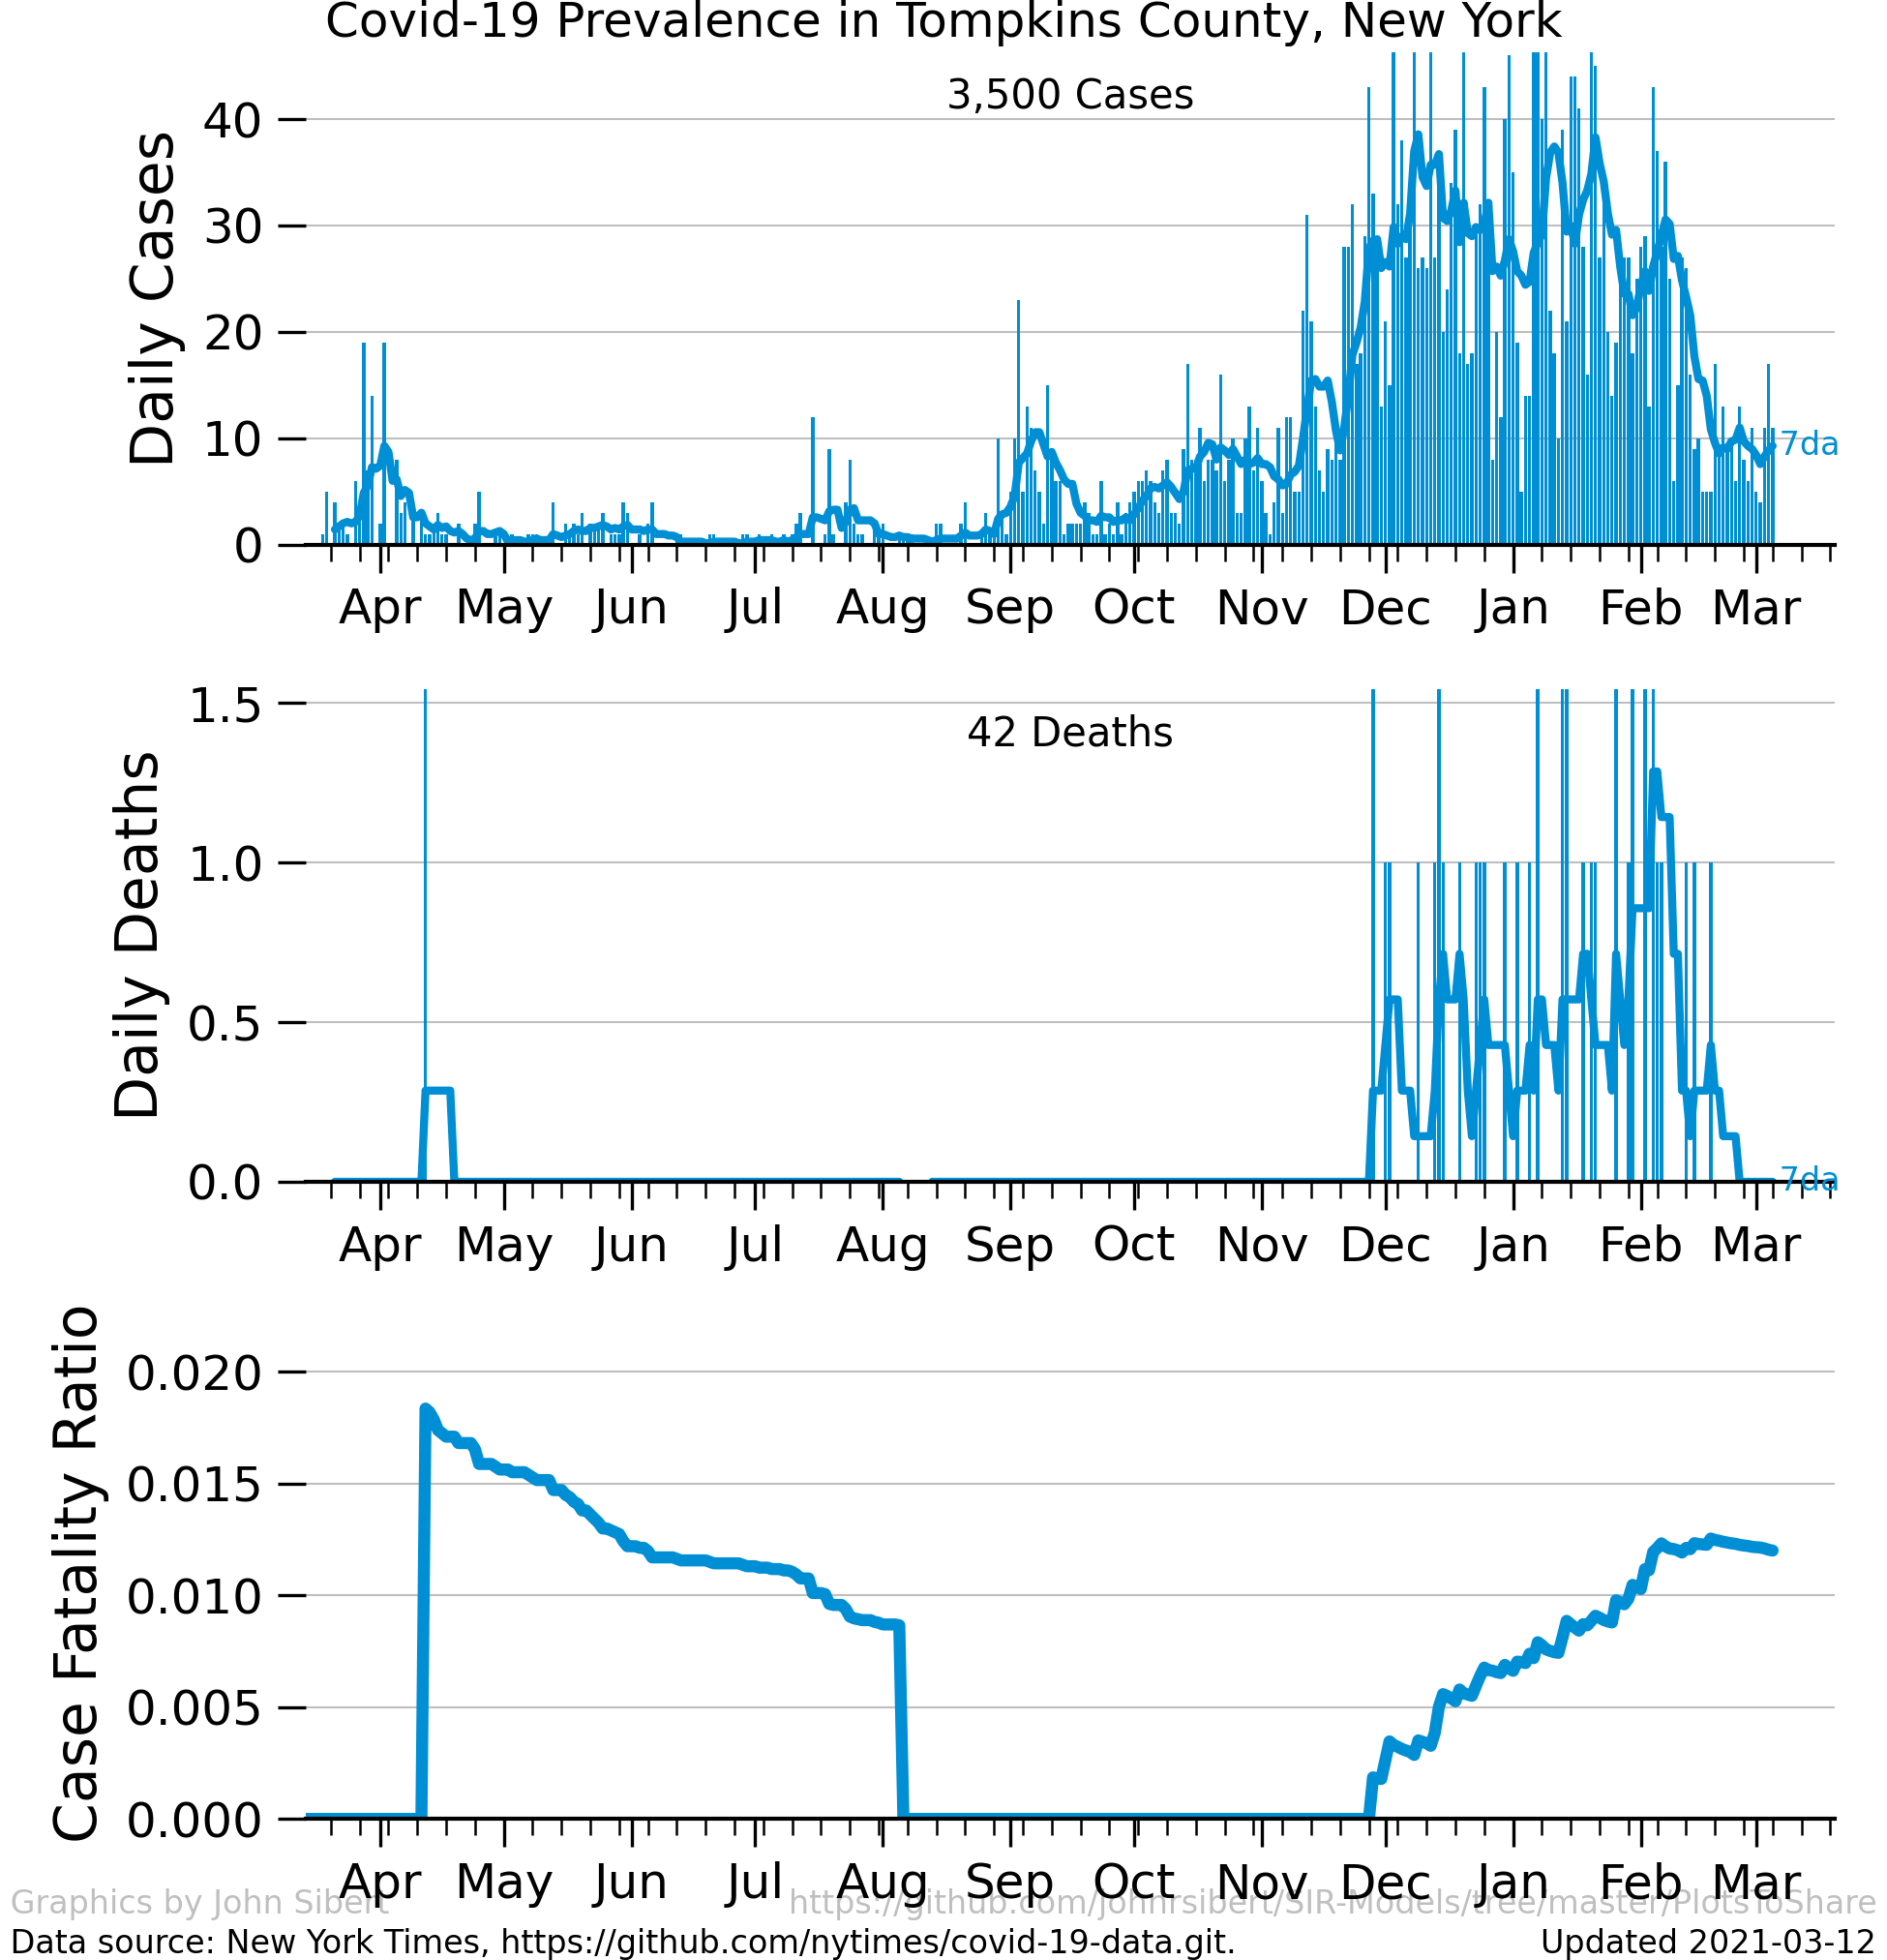 Covid-19 Prevalence in Tompkins County, New York
3,500 Cases
Daily Cases
40
30
20
10
0
7da
Apr May Jun Jul Aug Sep Oct Nov Dec Jan Feb Mar
42 Deaths
Daily Deaths
1.5
1.0
0.5
0.0
7da
Apr May Jun Jul Aug Sep Oct Nov Dec Jan Feb Mar
Case Fatality Ratio
0.020
0.015
0.010
0.005
0.000
Apr May Jun Jul Aug Sep Oct Nov Dec Jan Feb Mar
Graphics by John Sibert https://github.com/johnrsibert/SIR-Models/tree/master/PlotsToShare
Data source: New York Times, https://github.com/nytimes/covid-19-data.git. Updated 2021-03-12